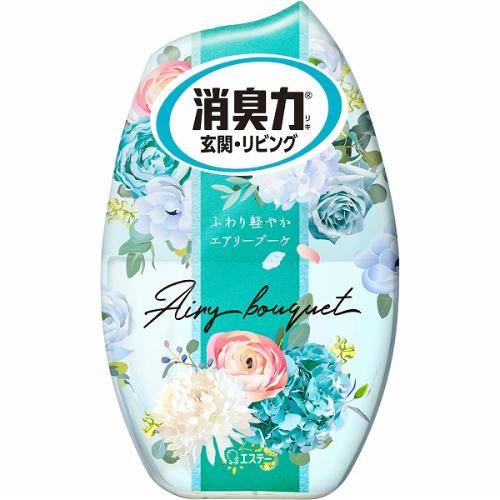 消臭力®
リキ
玄関・リビング
ふわり軽やか
エアリーブーケ
Airy bouquet
エステー